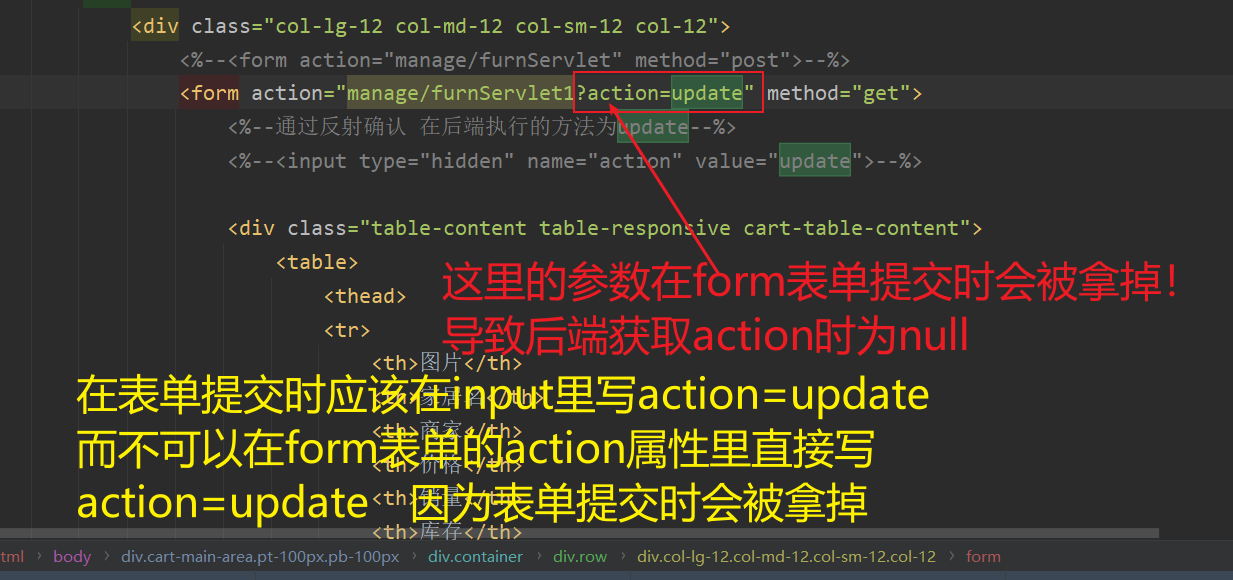 <div class="col-lg-12 col-md-12 col-sm-12 col-12">
<%--<form action="manage/furnServlet" method="post">--%>
<form action="manage/furnServlet1?action=update" method="get">
<%--通过反射确认 在后端执行的方法为update--%>
<%--<input type="hidden" name="action" value="update">--%>
<div class="table-content table-responsive cart-table-content">
<table>
<thead>
<tr>
这里的参数在form表单提交时会被拿掉!
导致后端获取action时为null
<th>图片</th>
<th>家居名</th>
<th>商家</th>
<th>价格</th>
<th>销量</th>
<th>库存</th>
在表单提交时应该在input里写action=update
而不可以在form表单的action属性里直接写
action=update 因为表单提交时会被拿掉
tml › body › div.cart-main-area.pt-100px.pb-100px › div.container › div.row › div.col-lg-12.col-md-12.col-sm-12.col-12 › form